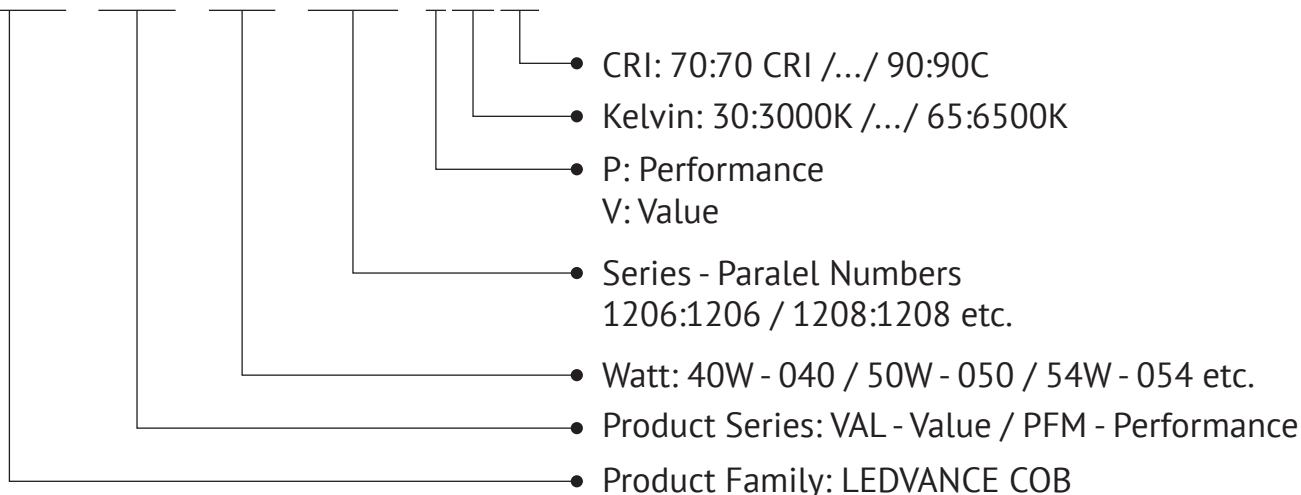 CRI: 70:70 CRI /.../ 90:90C
Kelvin: 30:3000K /.../ 65:6500K
P: Performance
V: Value
Series - Paralel Numbers
1206:1206 / 1208:1208 etc.
Watt: 40W - 040 / 50W - 050 / 54W - 054 etc.
Product Series: VAL - Value / PFM - Performance
Product Family: LEDVANCE COB